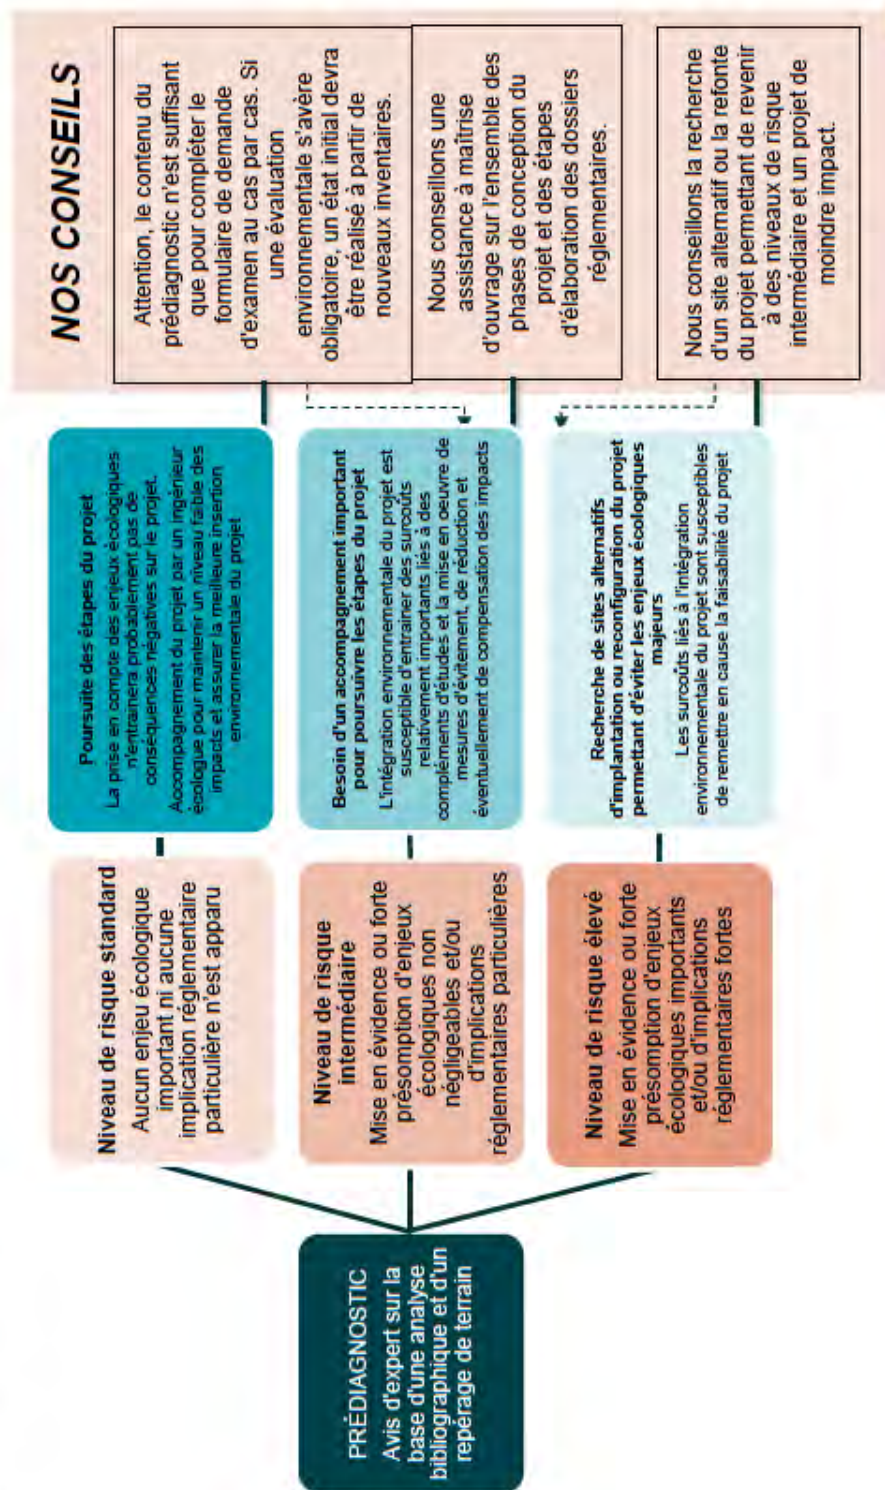 NOS CONSEILS
PRÉDIAGNOSTIC
Avis d'expert sur la
base d'une analyse
bibliographique et d'un
repérage de terrain
Niveau de risque standard
Aucun enjeu écologique
important ni aucune
implication réglementaire
particulière n'est apparu
Poursuite des étapes du projet
La prise en compte des enjeux écologiques
n'entrainera probablement pas de
conséquences négatives sur le projet.
Accompagnement du projet par un ingénieur
écologue pour maintenir un niveau faible des
impacts et assurer la meilleure insertion
environnementale du projet
Attention, le contenu du
prédiagnostic n'est suffisant
que pour compléter le
formulaire de demande
d'examen au cas par cas. Si
une évaluation
environnementale s'avère
obligatoire, un état initial devra
être réalisé à partir de
nouveaux inventaires.
Niveau de risque
intermédiaire
Mise en évidence ou forte
présomption d'enjeux
écologiques non
négligeables et/ou
d'implications
réglementaires particulières
Besoin d'un accompagnement important
pour poursuivre les étapes du projet
L'intégration environnementale du projet est
susceptible d'entrainer des surcoûts
relativement importants liés à des
compléments d'études et la mise en oeuvre de
mesures d'évitement, de réduction et
éventuellement de compensation des impacts
Nous conseillons une
assistance à maîtrise
d'ouvrage sur l'ensemble des
phases de conception du
projet et des étapes
d'élaboration des dossiers
réglementaires.
Niveau de risque élevé
Mise en évidence ou forte
présomption d'enjeux
écologiques importants
et/ou d'implications
réglementaires fortes
Recherche de sites alternatifs
d'implantation ou reconfiguration du projet
permettant d'éviter les enjeux écologiques
majeurs
Les surcoûts liés à l'intégration
environnementale du projet sont susceptibles
de remettre en cause la faisabilité du projet
Nous conseillons la recherche
d'un site alternatif ou la refonte
du projet permettant de revenir
à des niveaux de risque
intermédiaire et un projet de
moindre impact.